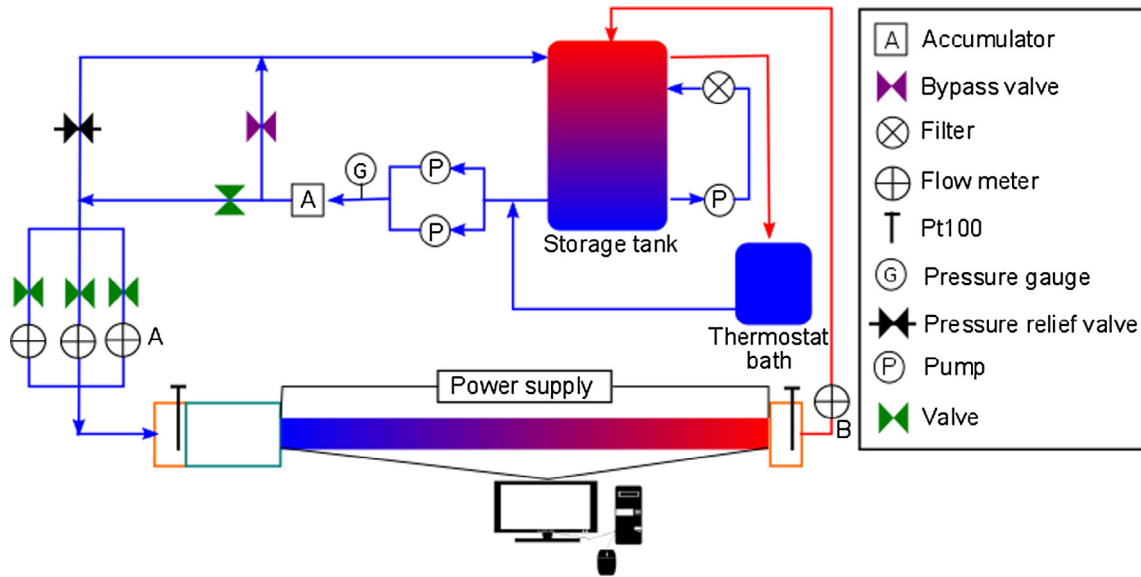 G
P
P
A
Storage tank
P
Thermostat
bath
A
Power supply
B
A Accumulator
Bypass valve
Filter
Flow meter
Pt100
G Pressure gauge
Pressure relief valve
P Pump
Valve